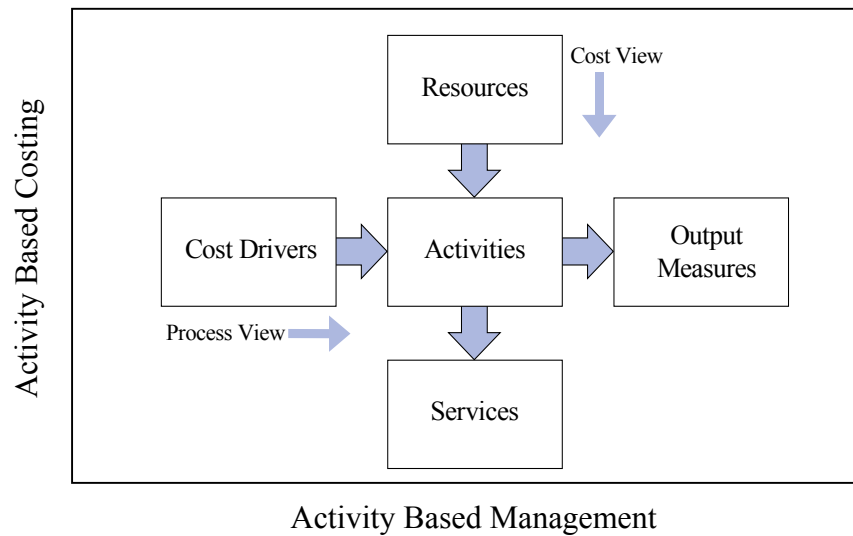 Cost View
Resources
Activity Based Costing
Cost Drivers
Activities
Output
Measures
Process View
Services
Activity Based Management